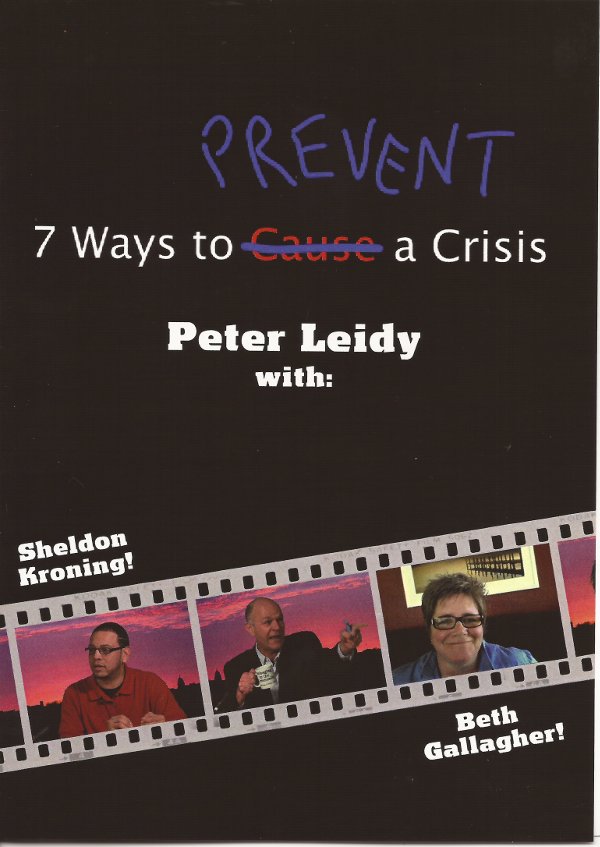 PREVENT
7 Ways to Cause a Crisis
Peter Leidy
with:
Sheldon
Kroning!
Beth
Gallagher!